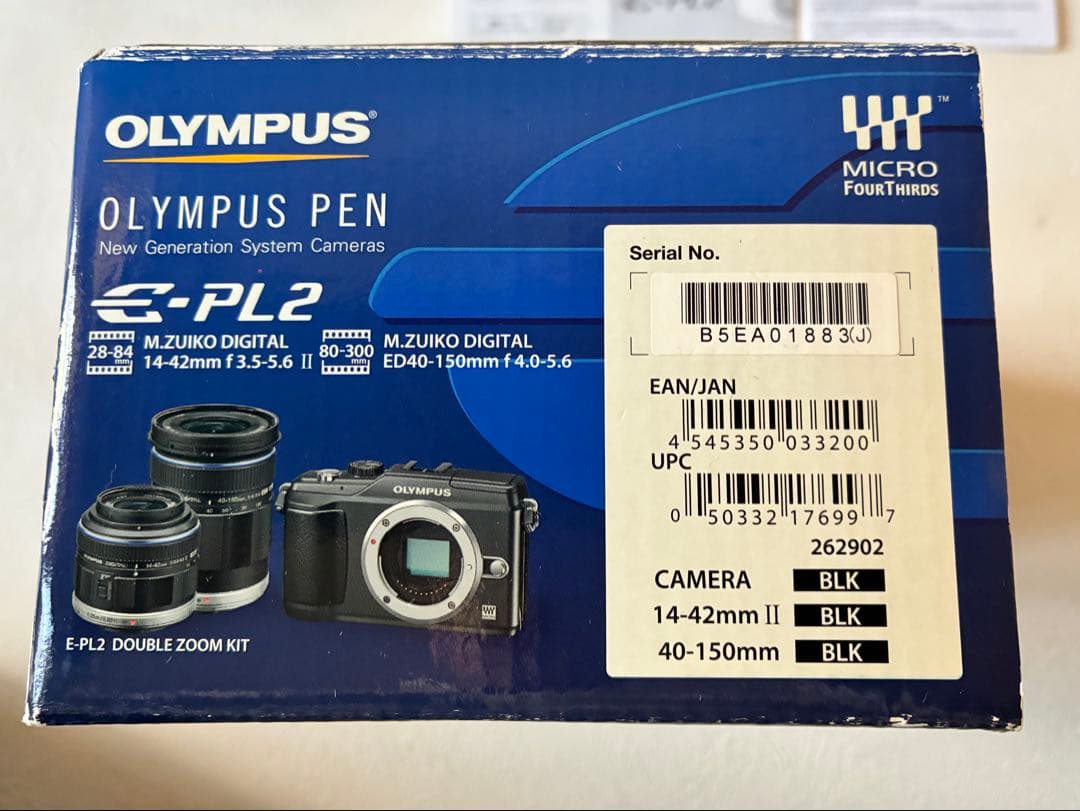 OLYMPUS®
OLYMPUS PEN
New Generation System Cameras
E-PL2
28-84 mm
M.ZUIKO DIGITAL
14-42mm f 3.5-5.6 II
80-300 mm
M.ZUIKO DIGITAL
ED40-150mm f 4.0-5.6
OLYMPUS
E-PL2 DOUBLE ZOOM KIT
™
MICRO
FOURTHIRDS
Serial No.
B5EA01883(J)
EAN/JAN
4 545350 033200
UPC
0 50332 17699 7
262902
CAMERA BLK
14-42mm II BLK
40-150mm BLK